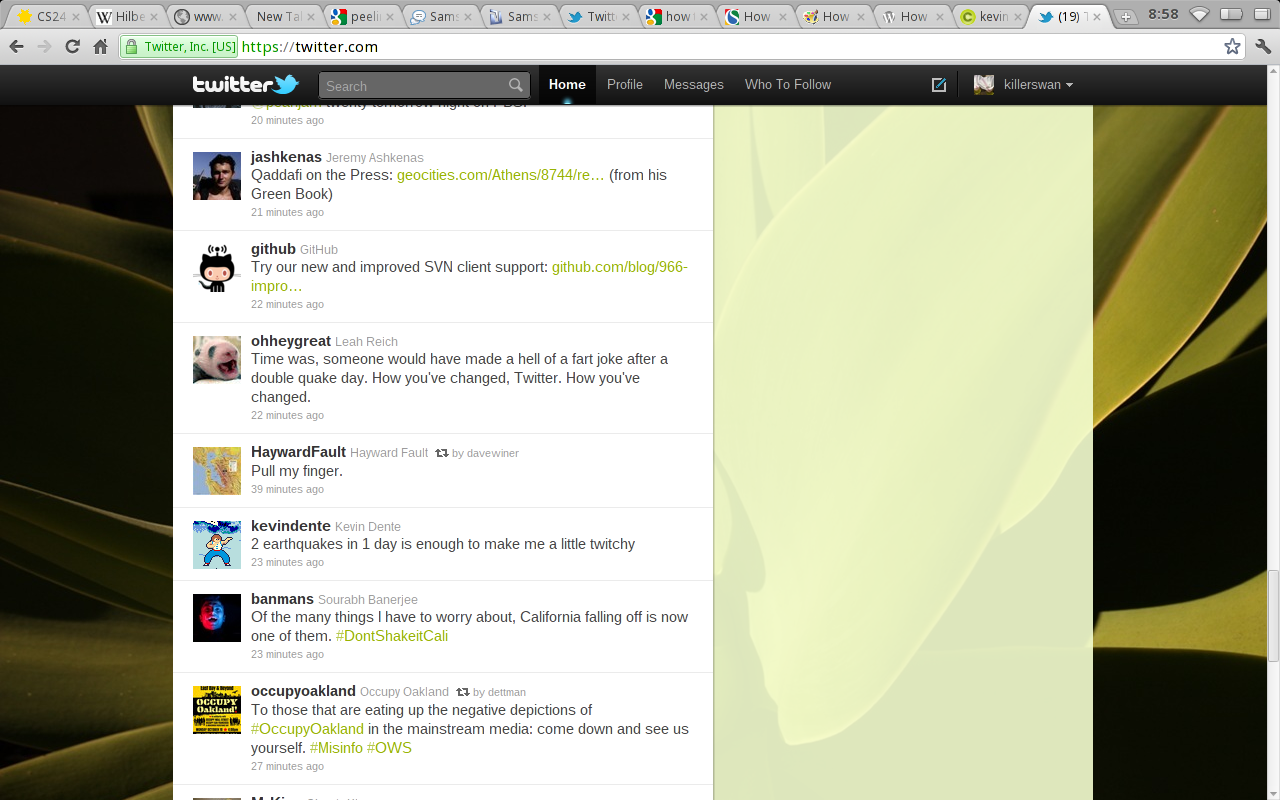 CS24
Hilbe
www.
New Tal
peeli
Sams
Sams
Twitt
how
How
How
How
kevin
(19) T
8:58
Twitter, Inc. [US]
https://twitter.com
twitter
Search
Home
Profile
Messages
Who To Follow
killerswan
20 minutes ago
jashkenas Jeremy Ashkenas
Qaddafi on the Press: geocities.com/Athens/8744/re… (from his
Green Book)
21 minutes ago
github GitHub
Try our new and improved SVN client support: github.com/blog/966-
impro…
22 minutes ago
ohheygreat Leah Reich
Time was, someone would have made a hell of a fart joke after a
double quake day. How you've changed, Twitter. How you've
changed.
22 minutes ago
HaywardFault Hayward Fault by davewiner
Pull my finger.
39 minutes ago
kevindente Kevin Dente
2 earthquakes in 1 day is enough to make me a little twitchy
23 minutes ago
banmans Sourabh Banerjee
Of the many things I have to worry about, California falling off is now
one of them. #DontShakeitCali
23 minutes ago
OCCUPY
OAKLAND!
occupyoakland Occupy Oakland by dettman
To those that are eating up the negative depictions of
#OccupyOakland in the mainstream media: come down and see us
yourself. #Misinfo #OWS
27 minutes ago